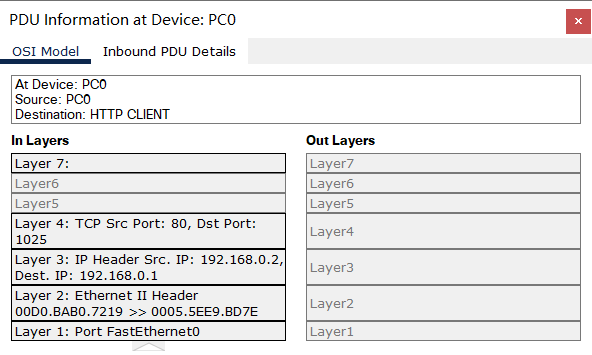 PDU Information at Device: PC0
OSI Model Inbound PDU Details
At Device: PC0
Source: PC0
Destination: HTTP CLIENT
In Layers
Layer 7:
Layer6
Layer5
Layer 4: TCP Src Port: 80, Dst Port:
1025
Layer 3: IP Header Src. IP: 192.168.0.2,
Dest. IP: 192.168.0.1
Layer 2: Ethernet II Header
00D0.BAB0.7219 >> 0005.5EE9.BD7E
Layer 1: Port FastEthernet0
Out Layers
Layer7
Layer6
Layer5
Layer4
Layer3
Layer2
Layer1